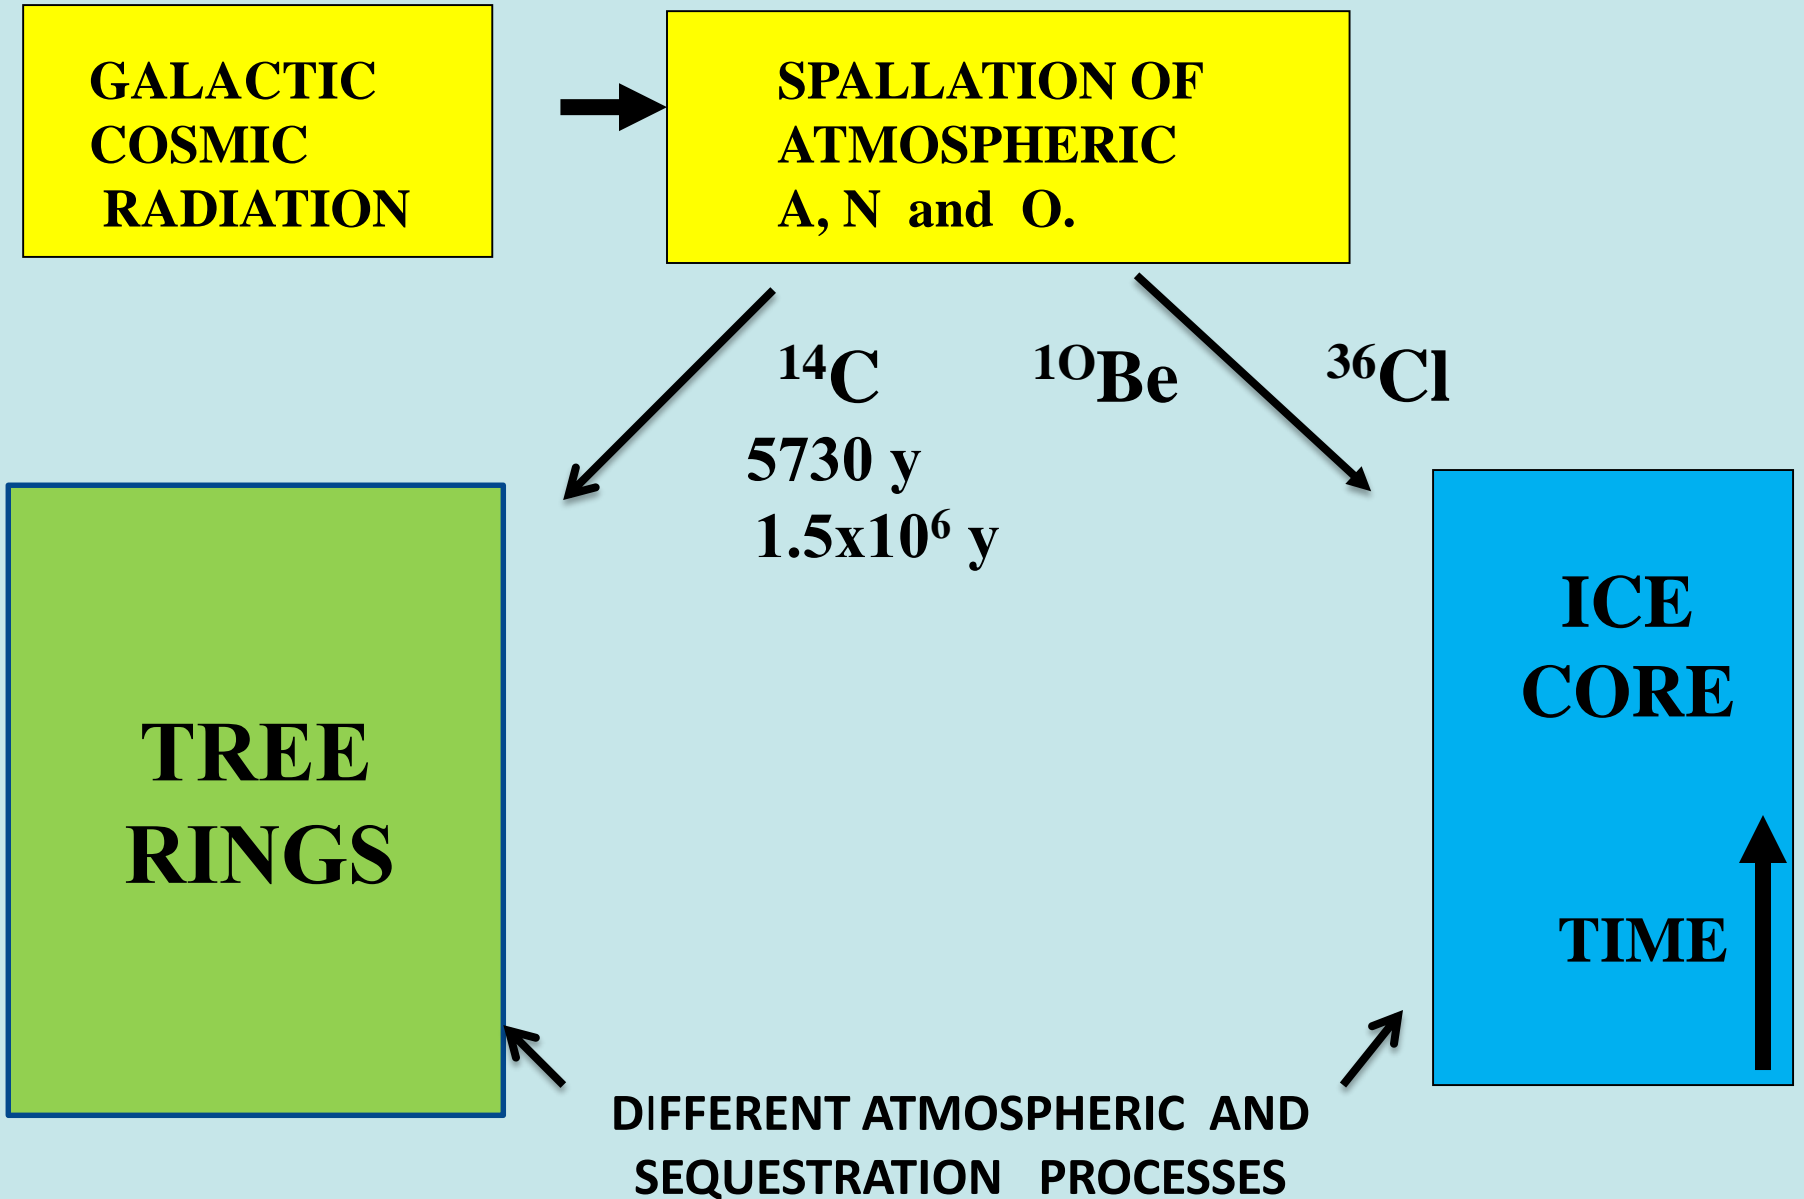 GALACTIC
COSMIC
RADIATION
SPALLATION OF
ATMOSPHERIC
A, N and O.
¹⁴C ¹⁰Be ³⁶Cl
5730 y
1.5x10⁶ y
TREE
RINGS
ICE
CORE
TIME
DIFFERENT ATMOSPHERIC AND
SEQUESTRATION PROCESSES